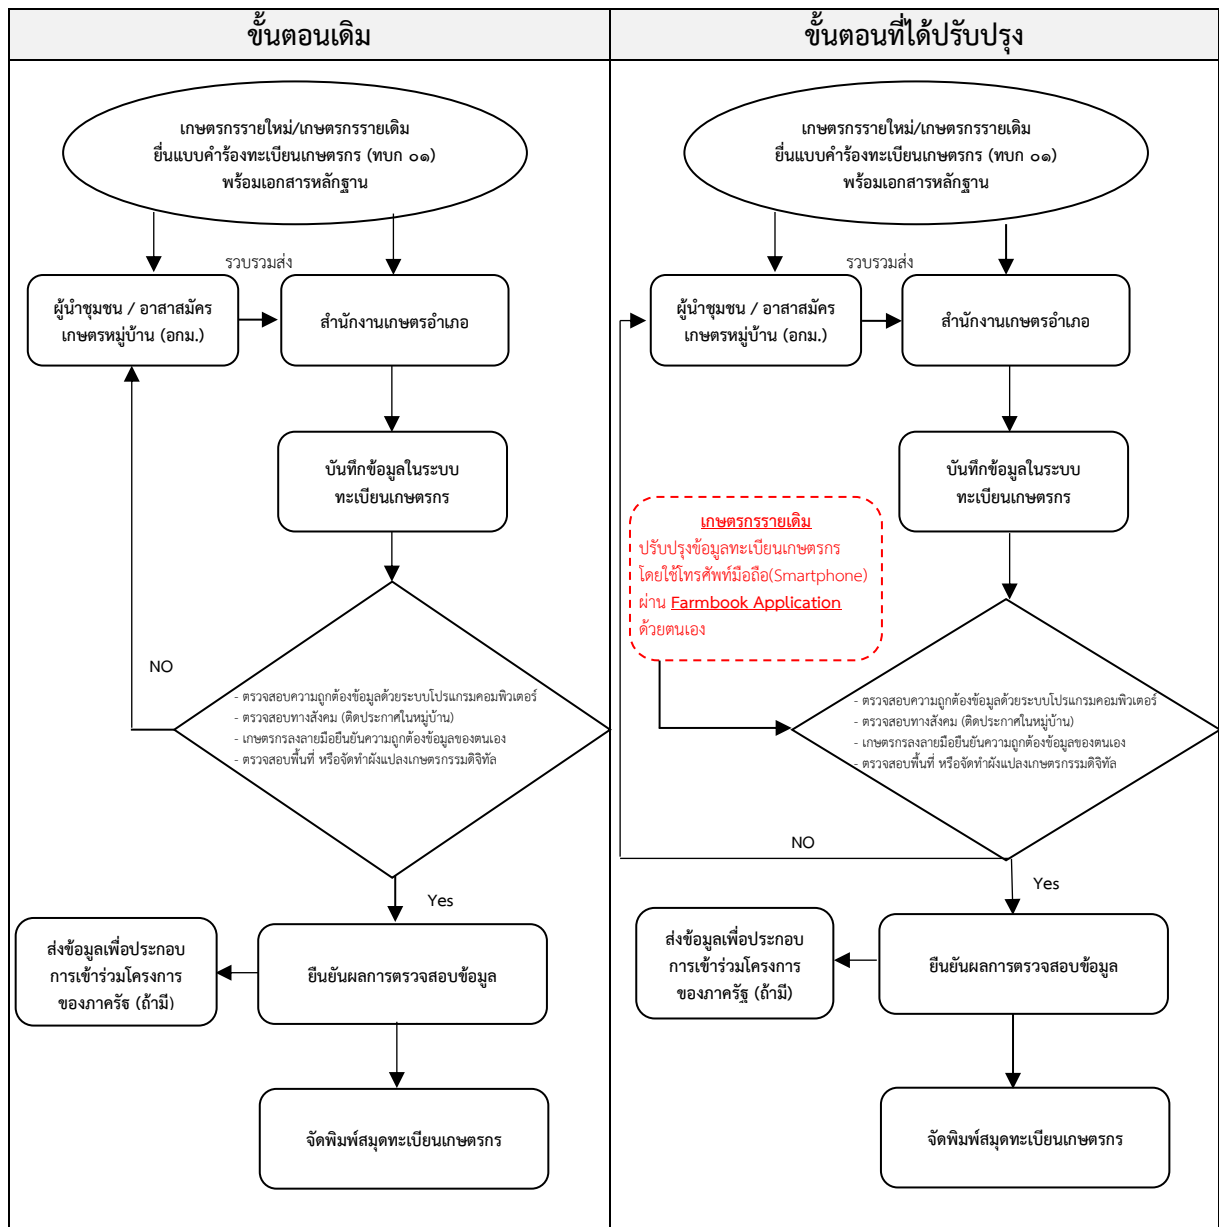 ขั้นตอนเดิม
เกษตรกรรายใหม่/เกษตรกรรายเดิม
ยื่นแบบคำร้องทะเบียนเกษตรกร (ทบก ๐๑)
พร้อมเอกสารหลักฐาน
รวบรวมส่ง
ผู้นำชุมชน / อาสาสมัคร
เกษตรหมู่บ้าน (อกม.)
สำนักงานเกษตรอำเภอ
บันทึกข้อมูลในระบบ
ทะเบียนเกษตรกร
NO
- ตรวจสอบความถูกต้องข้อมูลด้วยระบบโปรแกรมคอมพิวเตอร์
- ตรวจสอบทางสังคม (ติดประกาศในหมู่บ้าน)
- เกษตรกรลงลายมือยืนยันความถูกต้องข้อมูลของตนเอง
- ตรวจสอบพื้นที่ หรือจัดทำผังแปลงเกษตรกรรมดิจิทัล
Yes
ส่งข้อมูลเพื่อประกอบ
การเข้าร่วมโครงการ
ของภาครัฐ (ถ้ามี)
ยืนยันผลการตรวจสอบข้อมูล
จัดพิมพ์สมุดทะเบียนเกษตรกร
ขั้นตอนที่ได้ปรับปรุง
เกษตรกรรายใหม่/เกษตรกรรายเดิม
ยื่นแบบคำร้องทะเบียนเกษตรกร (ทบก ๐๑)
พร้อมเอกสารหลักฐาน
รวบรวมส่ง
ผู้นำชุมชน / อาสาสมัคร
เกษตรหมู่บ้าน (อกม.)
สำนักงานเกษตรอำเภอ
บันทึกข้อมูลในระบบ
ทะเบียนเกษตรกร
เกษตรกรรายเดิม
ปรับปรุงข้อมูลทะเบียนเกษตรกร
โดยใช้โทรศัพท์มือถือ(Smartphone)
ผ่าน Farmbook Application
ด้วยตนเอง
- ตรวจสอบความถูกต้องข้อมูลด้วยระบบโปรแกรมคอมพิวเตอร์
- ตรวจสอบทางสังคม (ติดประกาศในหมู่บ้าน)
- เกษตรกรลงลายมือยืนยันความถูกต้องข้อมูลของตนเอง
- ตรวจสอบพื้นที่ หรือจัดทำผังแปลงเกษตรกรรมดิจิทัล
NO
Yes
ส่งข้อมูลเพื่อประกอบ
การเข้าร่วมโครงการ
ของภาครัฐ (ถ้ามี)
ยืนยันผลการตรวจสอบข้อมูล
จัดพิมพ์สมุดทะเบียนเกษตรกร